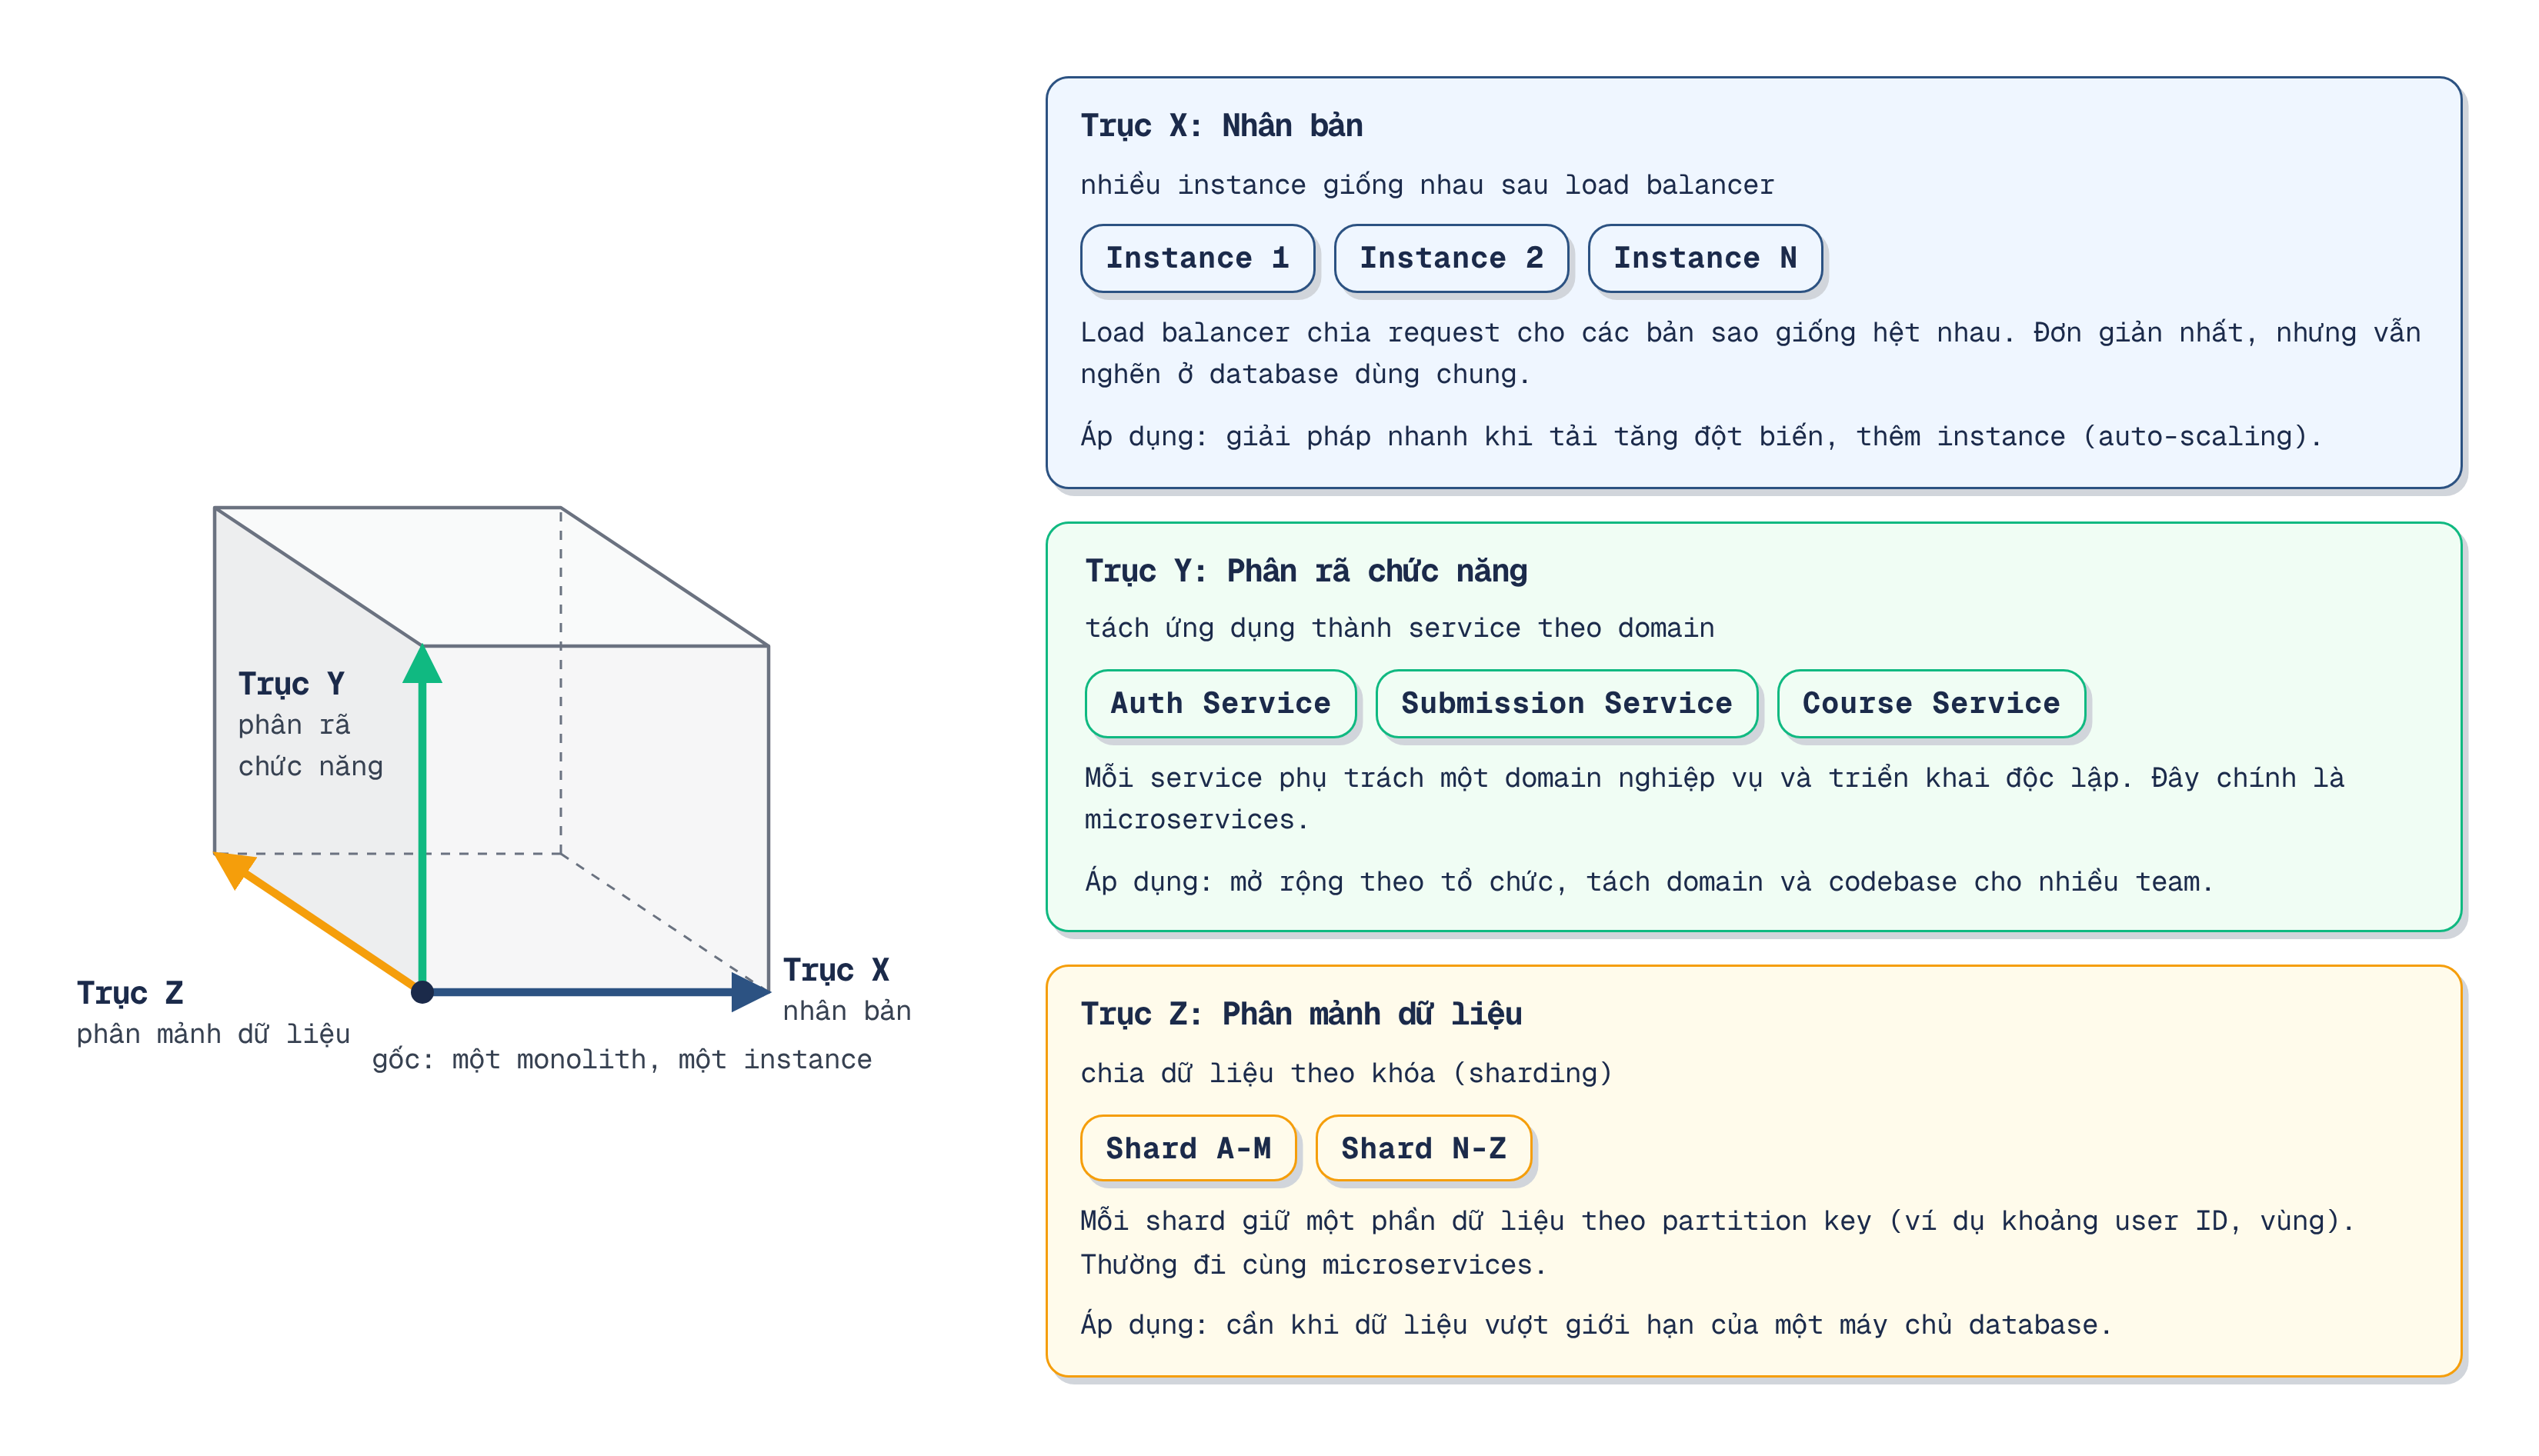 Trục Y
phân rã
chức năng
Trục Z
phân mảnh dữ liệu
Trục X
nhân bản
gốc: một monolith, một instance
Trục X: Nhân bản
nhiều instance giống nhau sau load balancer
Instance 1
Instance 2
Instance N
Load balancer chia request cho các bản sao giống hệt nhau. Đơn giản nhất, nhưng vẫn
nghẽn ở database dùng chung.
Áp dụng: giải pháp nhanh khi tải tăng đột biến, thêm instance (auto-scaling).
Trục Y: Phân rã chức năng
tách ứng dụng thành service theo domain
Auth Service
Submission Service
Course Service
Mỗi service phụ trách một domain nghiệp vụ và triển khai độc lập. Đây chính là
microservices.
Áp dụng: mở rộng theo tổ chức, tách domain và codebase cho nhiều team.
Trục Z: Phân mảnh dữ liệu
chia dữ liệu theo khóa (sharding)
Shard A-M
Shard N-Z
Mỗi shard giữ một phần dữ liệu theo partition key (ví dụ khoảng user ID, vùng).
Thường đi cùng microservices.
Áp dụng: cần khi dữ liệu vượt giới hạn của một máy chủ database.